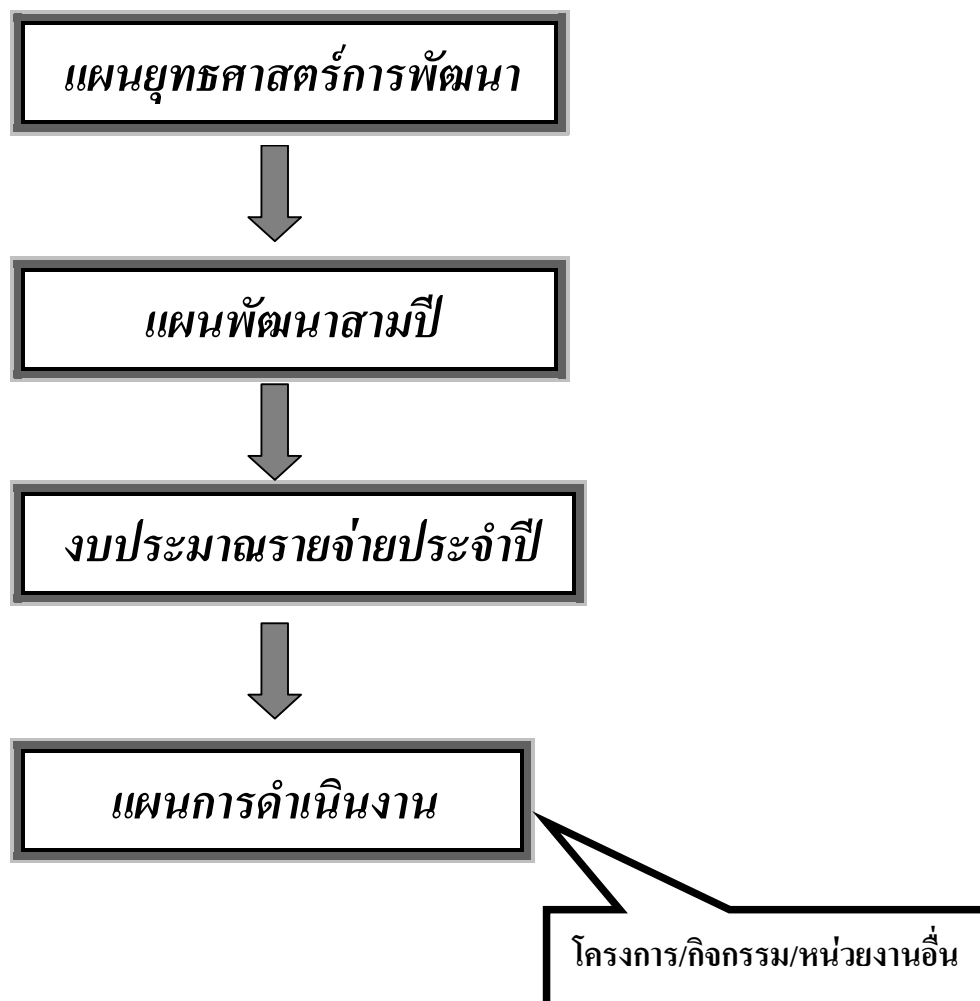 แผนยุทธศาสตร์การพัฒนา
แผนพัฒนาสามปี
งบประมาณรายจ่ายประจำปี
แผนการดำเนินงาน
โครงการ/กิจกรรม/หน่วยงานอื่น